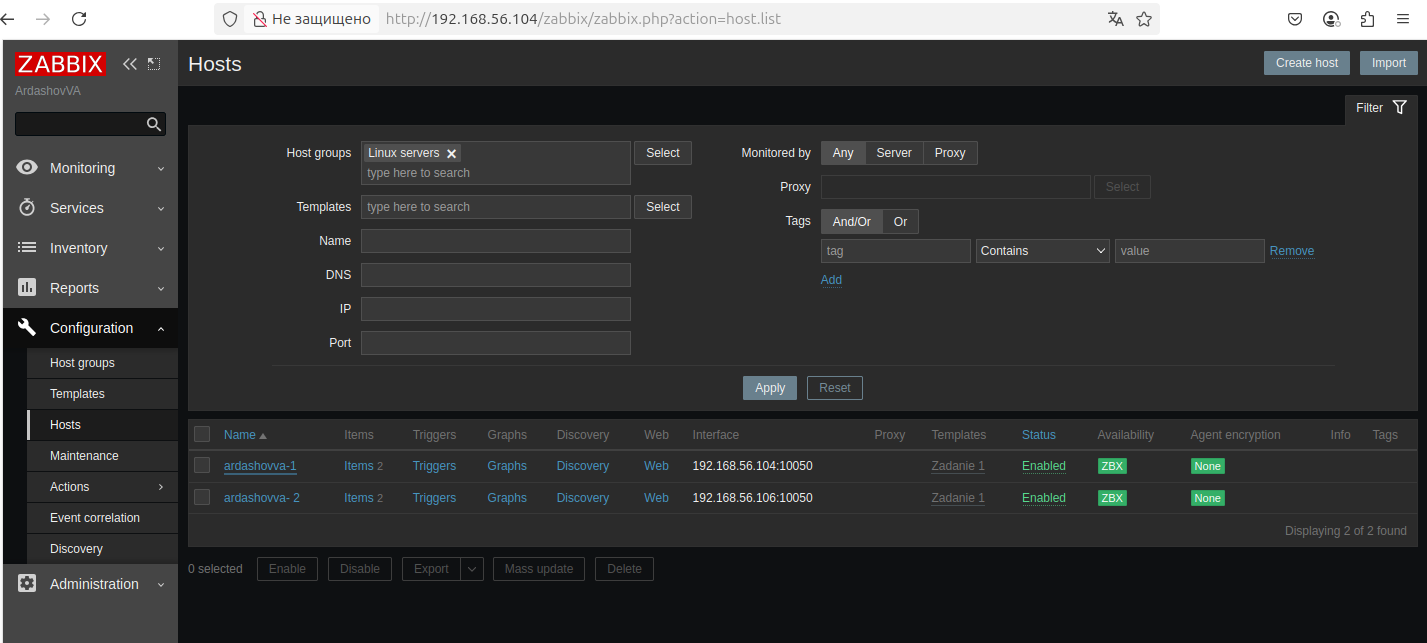 Не защищено http://192.168.56.104/zabbix/zabbix.php?action=host.list
ZABBIX
ArdashovVA
Monitoring
Services
Inventory
Reports
Configuration
Host groups
Templates
Hosts
Maintenance
Actions
Event correlation
Discovery
Administration
Hosts
Create host Import
Filter
Host groups Linux servers Select
type here to search
Templates type here to search Select
Name
DNS
IP
Port
Monitored by Any Server Proxy
Proxy Select
Tags And/Or Or
tag Contains value Remove
Add
Apply Reset
Name Items Triggers Graphs Discovery Web Interface Proxy Templates Status Availability Agent encryption Info Tags
ardashovva-1 Items 2 Triggers Graphs Discovery Web 192.168.56.104:10050 Zadanie 1 Enabled ZBX None
ardashovva- 2 Items 2 Triggers Graphs Discovery Web 192.168.56.106:10050 Zadanie 1 Enabled ZBX None
Displaying 2 of 2 found
0 selected Enable Disable Export Mass update Delete